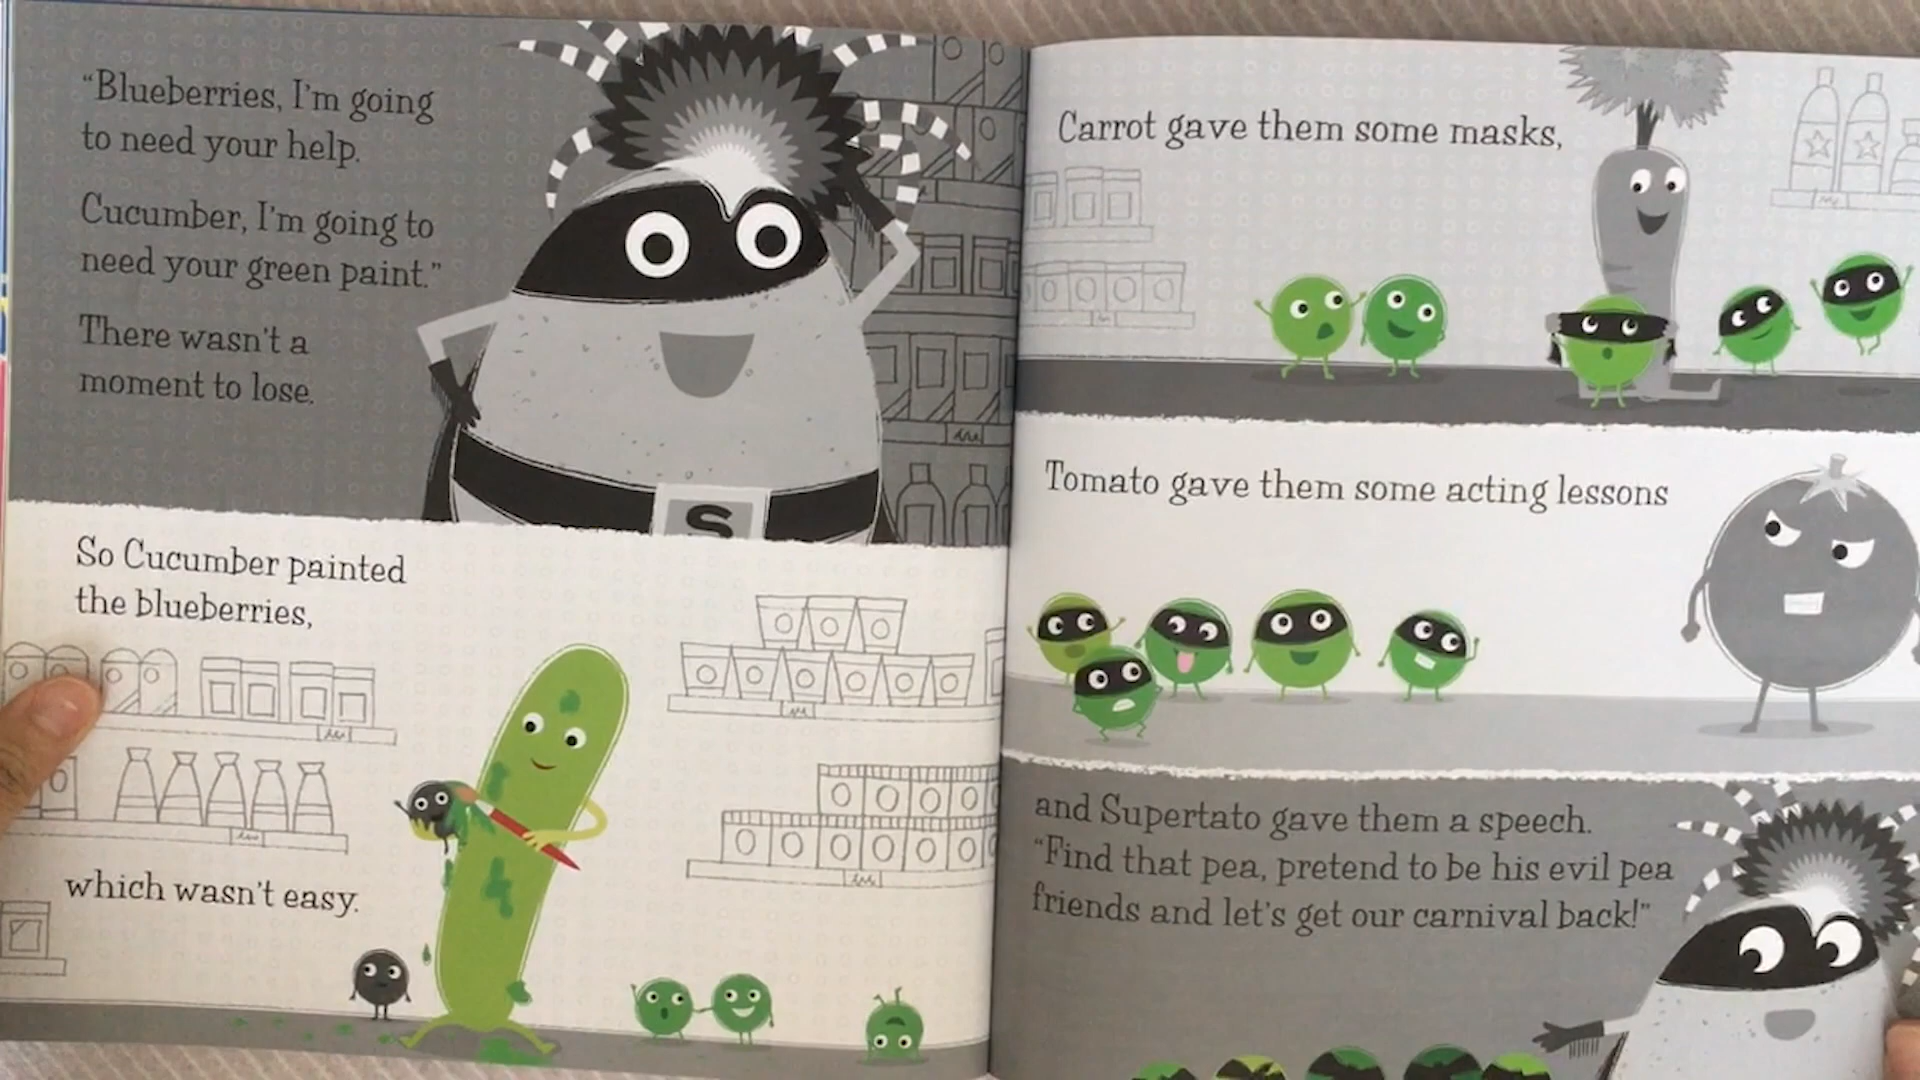 “Blueberries, I'm going
to need your help.
Cucumber, I'm going to
need your green paint.”
There wasn't a
moment to lose.
S
So Cucumber painted
the blueberries,
which wasn't easy.
Carrot gave them some masks,
Tomato gave them some acting lessons
and Supertato gave them a speech.
“Find that pea, pretend to be his evil pea
friends and let's get our carnival back!”